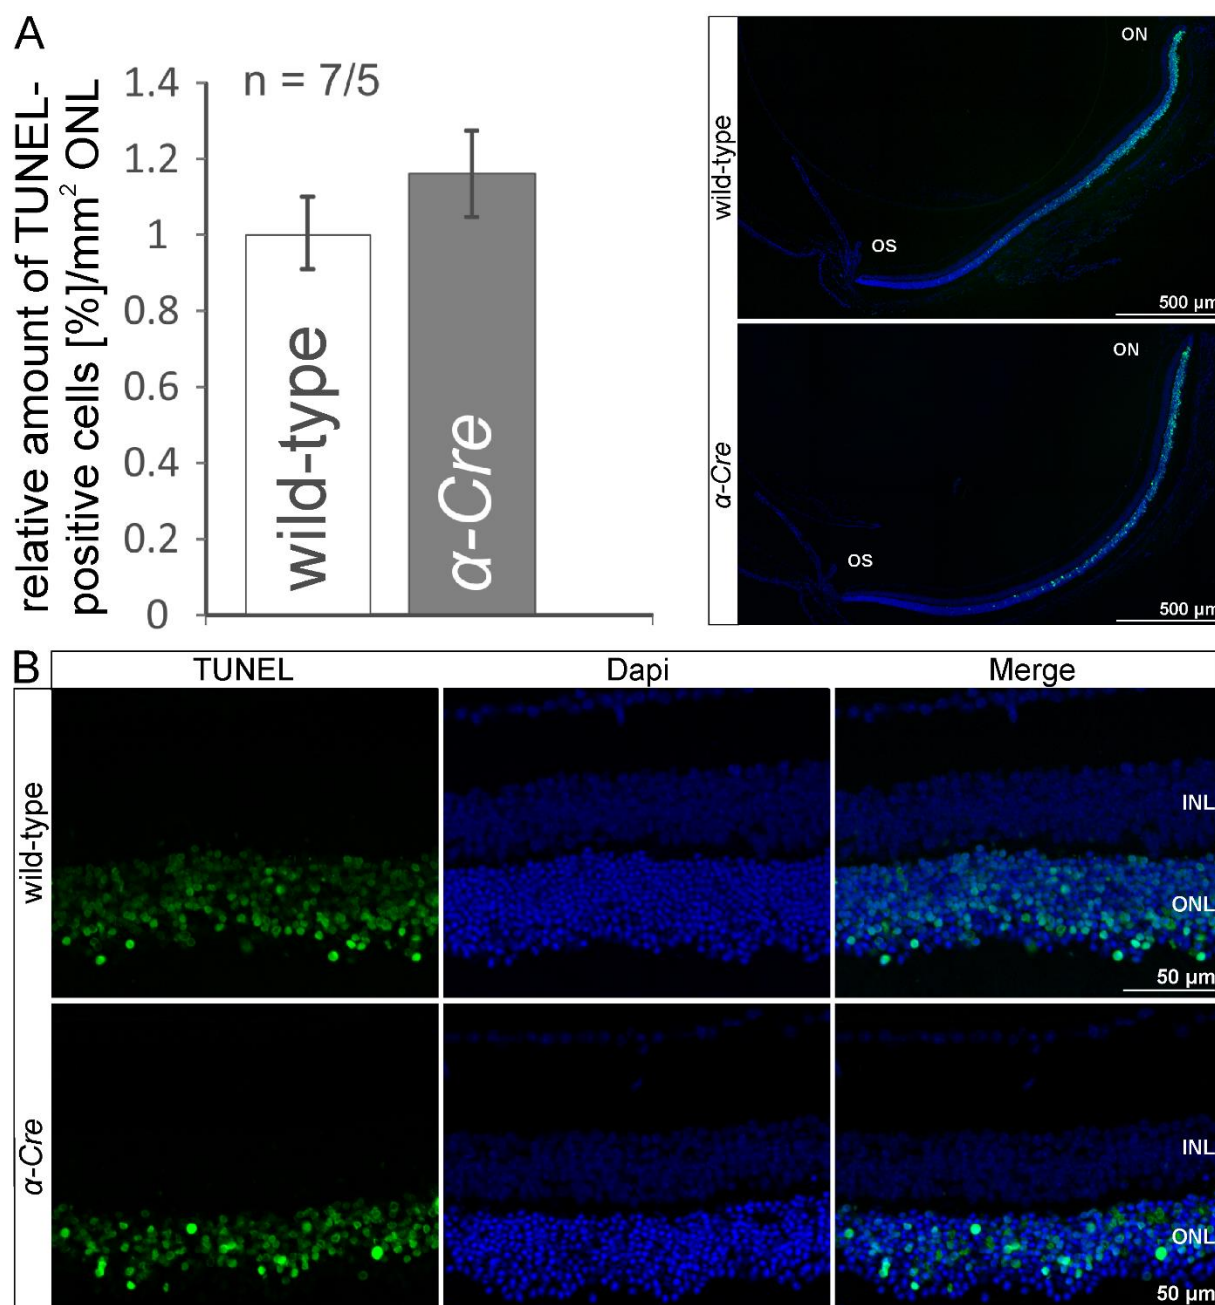 A
relative amount of TUNEL-
positive cells [%]/mm² ONL
n = 7/5
1.4
1.2
1
0.8
0.6
0.4
0.2
0
wild-type
α-Cre
wild-type
ON
OS
500 µm
α-Cre
ON
OS
500 µm
B
TUNEL
Dapi
Merge
wild-type
INL
ONL
50 µm
α-Cre
INL
ONL
50 µm